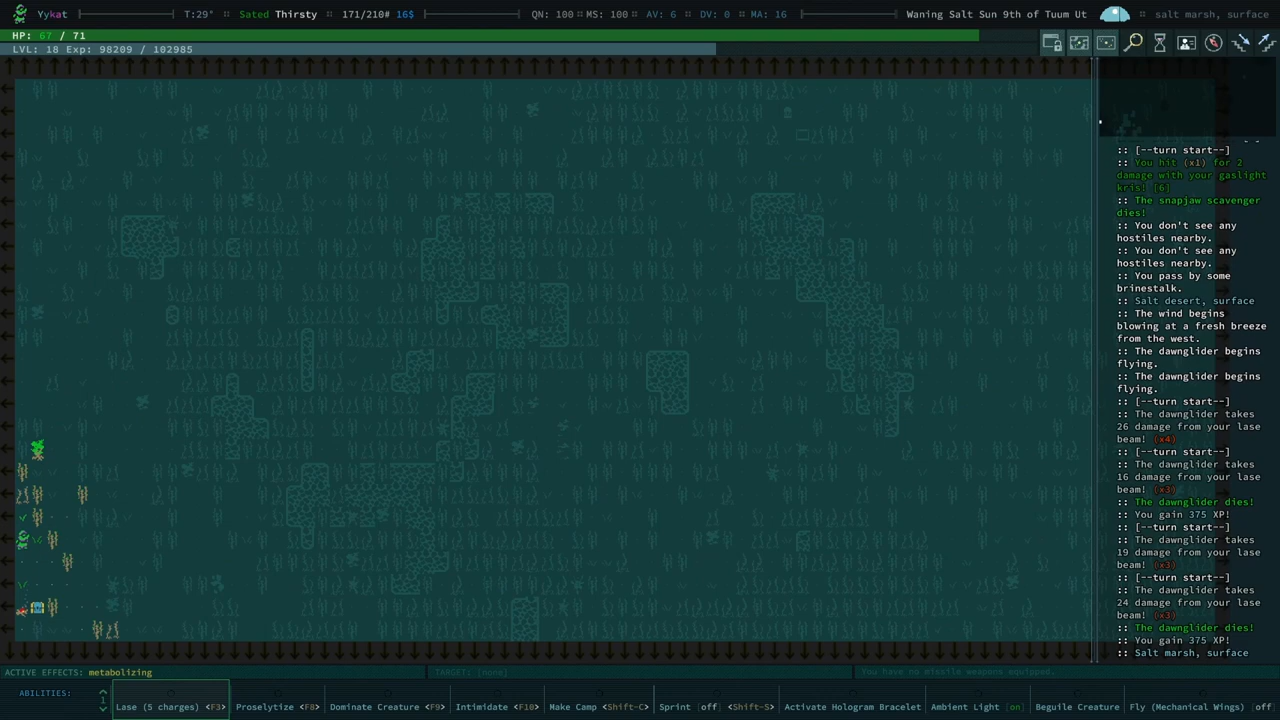 Yykat T:29° Sated Thirsty 171/210# 16$ QN: 100 MS: 100 AV: 6 DV: 0 MA: 16 Waning Salt Sun 9th of Tuum Ut salt marsh, surface
HP: 67 / 71
LVL: 18 Exp: 98209 / 102985
:: [--turn start--]
:: You hit (x1) for 2
damage with your gaslight
kris! [6]
:: The snapjaw scavenger
dies!
:: You don't see any
hostiles nearby.
:: You don't see any
hostiles nearby.
:: You pass by some
brinestalk.
:: Salt desert, surface
:: The wind begins
blowing at a fresh breeze
from the west.
:: The dawnglider begins
flying.
:: The dawnglider begins
flying.
:: [--turn start--]
:: The dawnglider takes
26 damage from your lase
beam! (x4)
:: [--turn start--]
:: The dawnglider takes
16 damage from your lase
beam! (x3)
:: The dawnglider dies!
:: You gain 375 XP!
:: [--turn start--]
:: The dawnglider takes
19 damage from your lase
beam! (x3)
:: [--turn start--]
:: The dawnglider takes
24 damage from your lase
beam! (x3)
:: The dawnglider dies!
:: You gain 375 XP!
:: Salt marsh, surface
ACTIVE EFFECTS: metabolizing TARGET: [none] You have no missile weapons equipped.
ABILITIES: 1 Lase (5 charges) <F3> Proselytize <F8> Dominate Creature <F9> Intimidate <F10> Make Camp <Shift-C> Sprint [off] <Shift-S> Activate Hologram Bracelet Ambient Light [on] Beguile Creature Fly (Mechanical Wings) [off